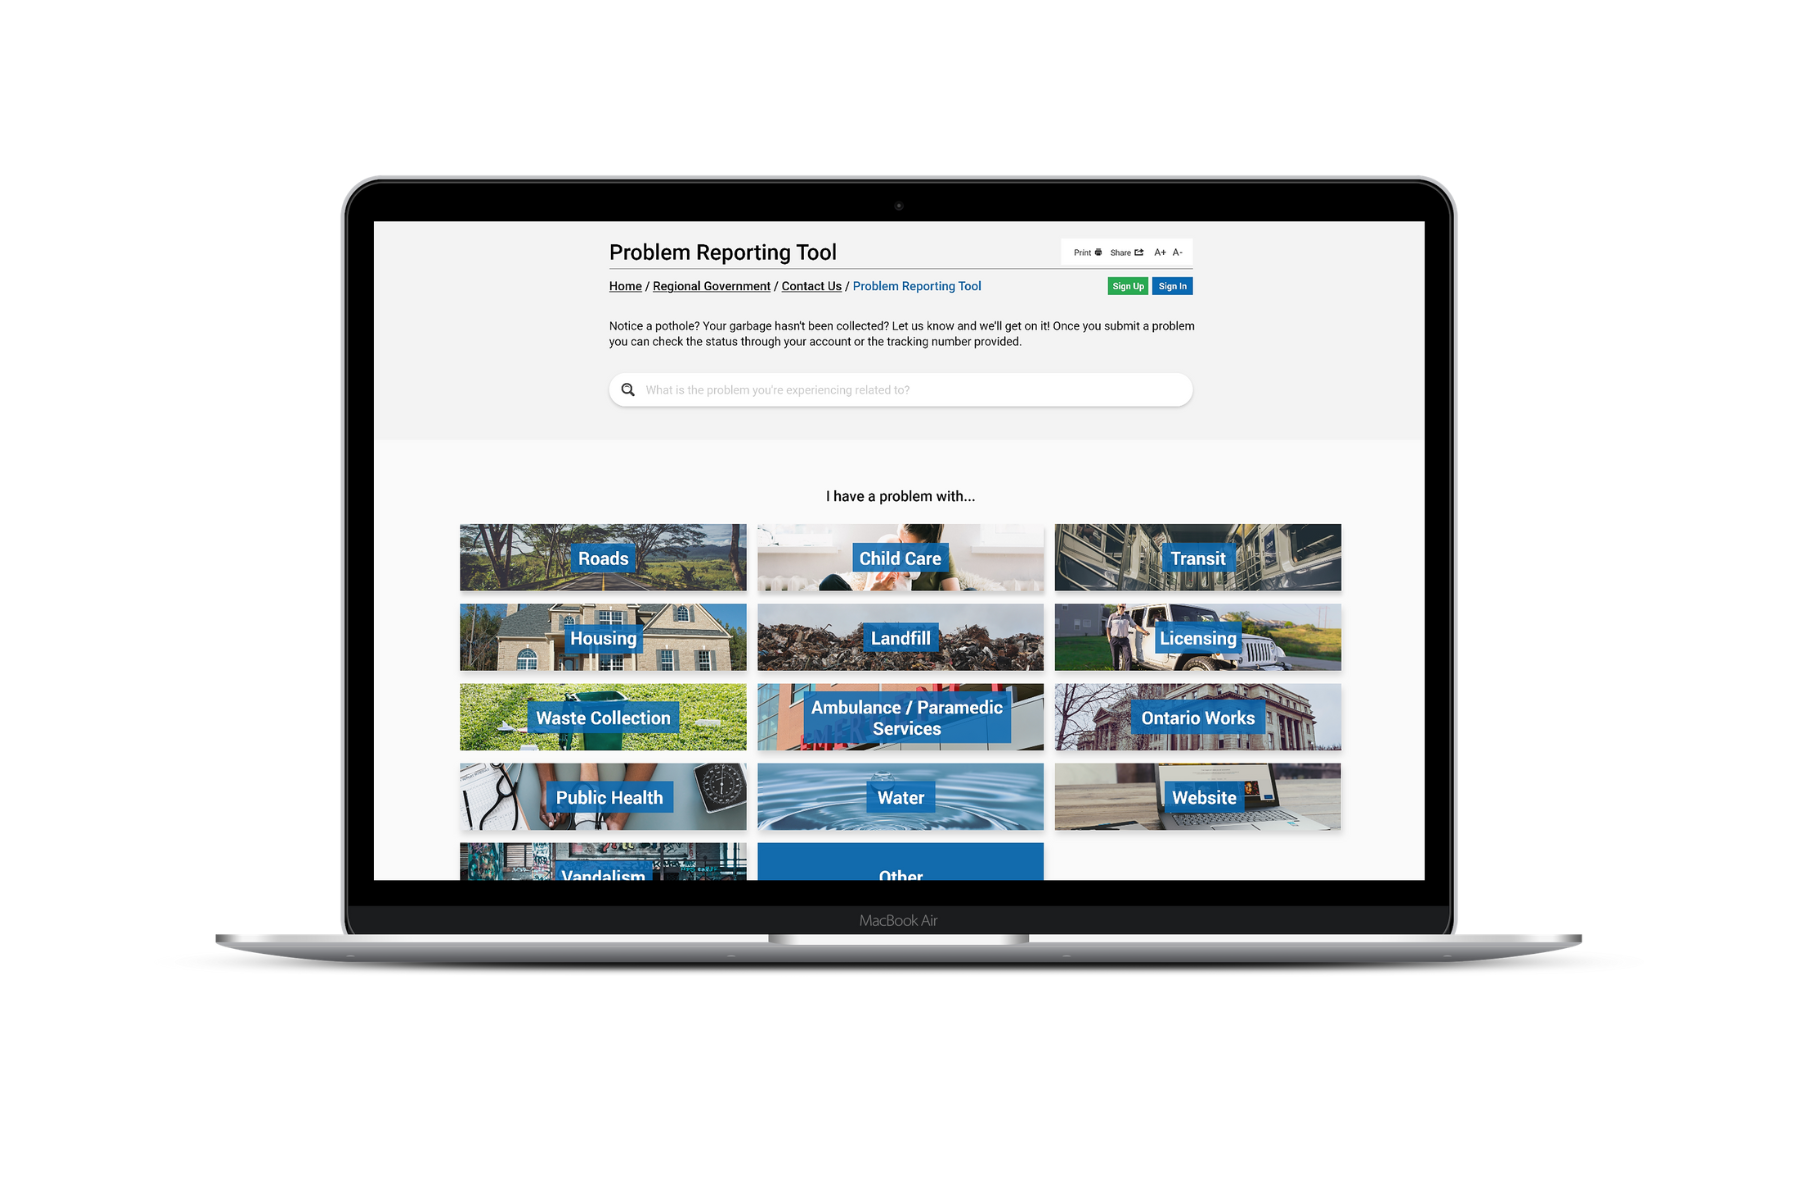 Problem Reporting Tool
Print Share A+ A-
Home / Regional Government / Contact Us / Problem Reporting Tool
Sign Up Sign In
Notice a pothole? Your garbage hasn't been collected? Let us know and we'll get on it! Once you submit a problem
you can check the status through your account or the tracking number provided.
What is the problem you're experiencing related to?
I have a problem with...
Roads
Child Care
Transit
Housing
Landfill
Licensing
Waste Collection
Ambulance / Paramedic
Services
Ontario Works
Public Health
Water
Website
Vandalism
Other
MacBook Air